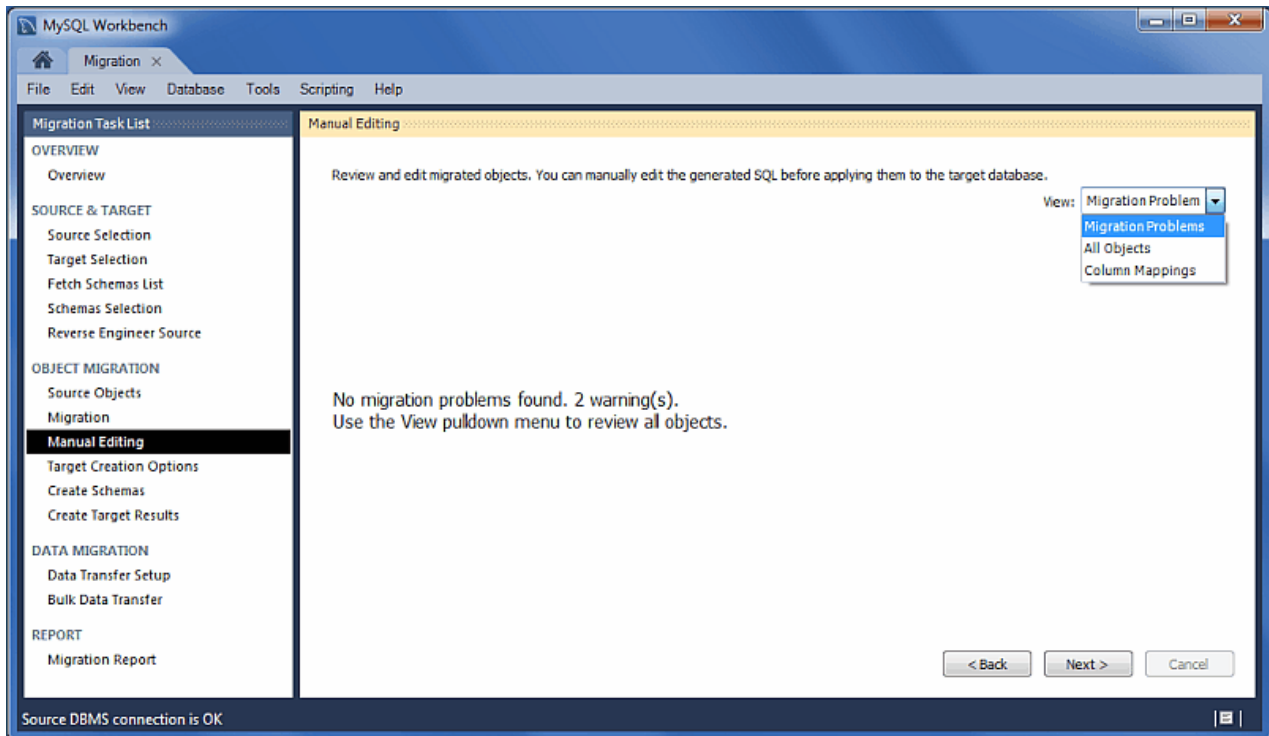 MySQL Workbench
Migration ×
File Edit View Database Tools Scripting Help
Migration Task List
OVERVIEW
Overview
SOURCE & TARGET
Source Selection
Target Selection
Fetch Schemas List
Schemas Selection
Reverse Engineer Source
OBJECT MIGRATION
Source Objects
Migration
Manual Editing
Target Creation Options
Create Schemas
Create Target Results
DATA MIGRATION
Data Transfer Setup
Bulk Data Transfer
REPORT
Migration Report
Manual Editing
Review and edit migrated objects. You can manually edit the generated SQL before applying them to the target database.
View: Migration Problem
Migration Problems
All Objects
Column Mappings
No migration problems found. 2 warning(s).
Use the View pulldown menu to review all objects.
< Back Next > Cancel
Source DBMS connection is OK